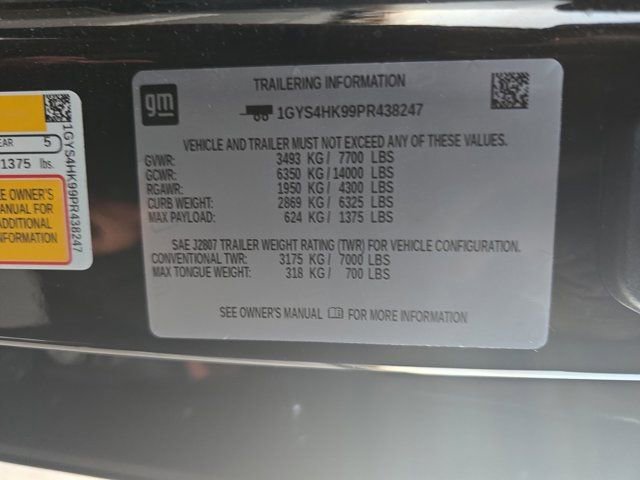 gm
TRAILERING INFORMATION
1GYS4HK99PR438247
VEHICLE AND TRAILER MUST NOT EXCEED ANY OF THESE VALUES.
GVWR: 3493 KG / 7700 LBS
GCWR: 6350 KG / 14000 LBS
RGAWR: 1950 KG / 4300 LBS
CURB WEIGHT: 2869 KG / 6325 LBS
MAX PAYLOAD: 624 KG / 1375 LBS
SAE J2807 TRAILER WEIGHT RATING (TWR) FOR VEHICLE CONFIGURATION.
CONVENTIONAL TWR: 3175 KG / 7000 LBS
MAX TONGUE WEIGHT: 318 KG / 700 LBS
SEE OWNER'S MANUAL FOR MORE INFORMATION
EAR 5
1375 lbs.
EE OWNER'S
MANUAL FOR
ADDITIONAL
NFORMATION
1GYS4HK99PR438247